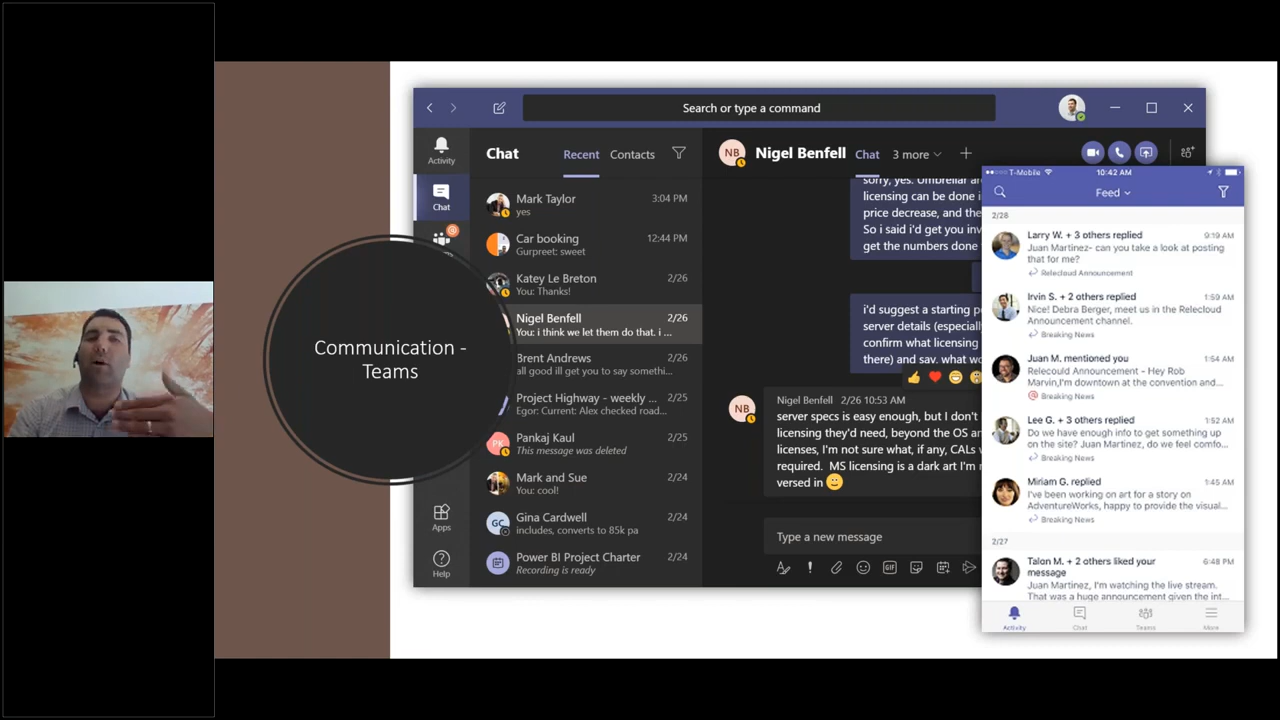 Communication -
Teams
Search or type a command
Activity
Chat
Apps
Help
Chat
Recent
Contacts
Mark Taylor
3:04 PM
yes
Car booking
12:44 PM
Gurpreet: sweet
Katey Le Breton
2/26
You: Thanks!
Nigel Benfell
2/26
You: i think we let them do that. i ...
Brent Andrews
2/26
all good ill get you to say somethi...
Project Highway - weekly ...
2/25
Egor: Current: Alex checked road...
PK
Pankaj Kaul
2/25
This message was deleted
Mark and Sue
2/24
You: cool!
GC
Gina Cardwell
2/24
includes, converts to 85k pa
Power BI Project Charter
2/24
Recording is ready
NB
Nigel Benfell
Chat
3 more
sorry, yes. Umbrellar ar
licensing can be done i
price decrease, and the
So i said i'd get you inv
get the numbers done
i'd suggest a starting p
server details (especiall
confirm what licensing
there) and say, what wo
NB
Nigel Benfell 2/26 10:53 AM
server specs is easy enough, but I don't
licensing they'd need, beyond the OS an
licenses, I'm not sure what, if any, CALs w
required. MS licensing is a dark art I'm n
versed in
Type a new message
GIF
T-Mobile
10:42 AM
Feed
2/28
Larry W. + 3 others replied
9:19 AM
Juan Martinez- can you take a look at posting
that for me?
Relecloud Announcement
Irvin S. + 2 others replied
1:59 AM
Nice! Debra Berger, meet us in the Relcloud
Announcement channel.
Breaking News
Juan M. mentioned you
1:54 AM
Relecould Announcement - Hey Rob
Marvin,I'm downtown at the convention and...
Breaking News
Lee G. + 3 others replied
1:52 AM
Do we have enough info to get something up
on the site? Juan Martinez, do we feel comfo...
Breaking News
Miriam G. replied
1:45 AM
I've been working on art for a story on
AdventureWorks, happy to provide the visual...
Breaking News
2/27
Talon M. + 2 others liked your
message
6:48 PM
Juan Martinez, I'm watching the live stream.
That was a huge announcement given the int...
Activity
Chat
Teams
More